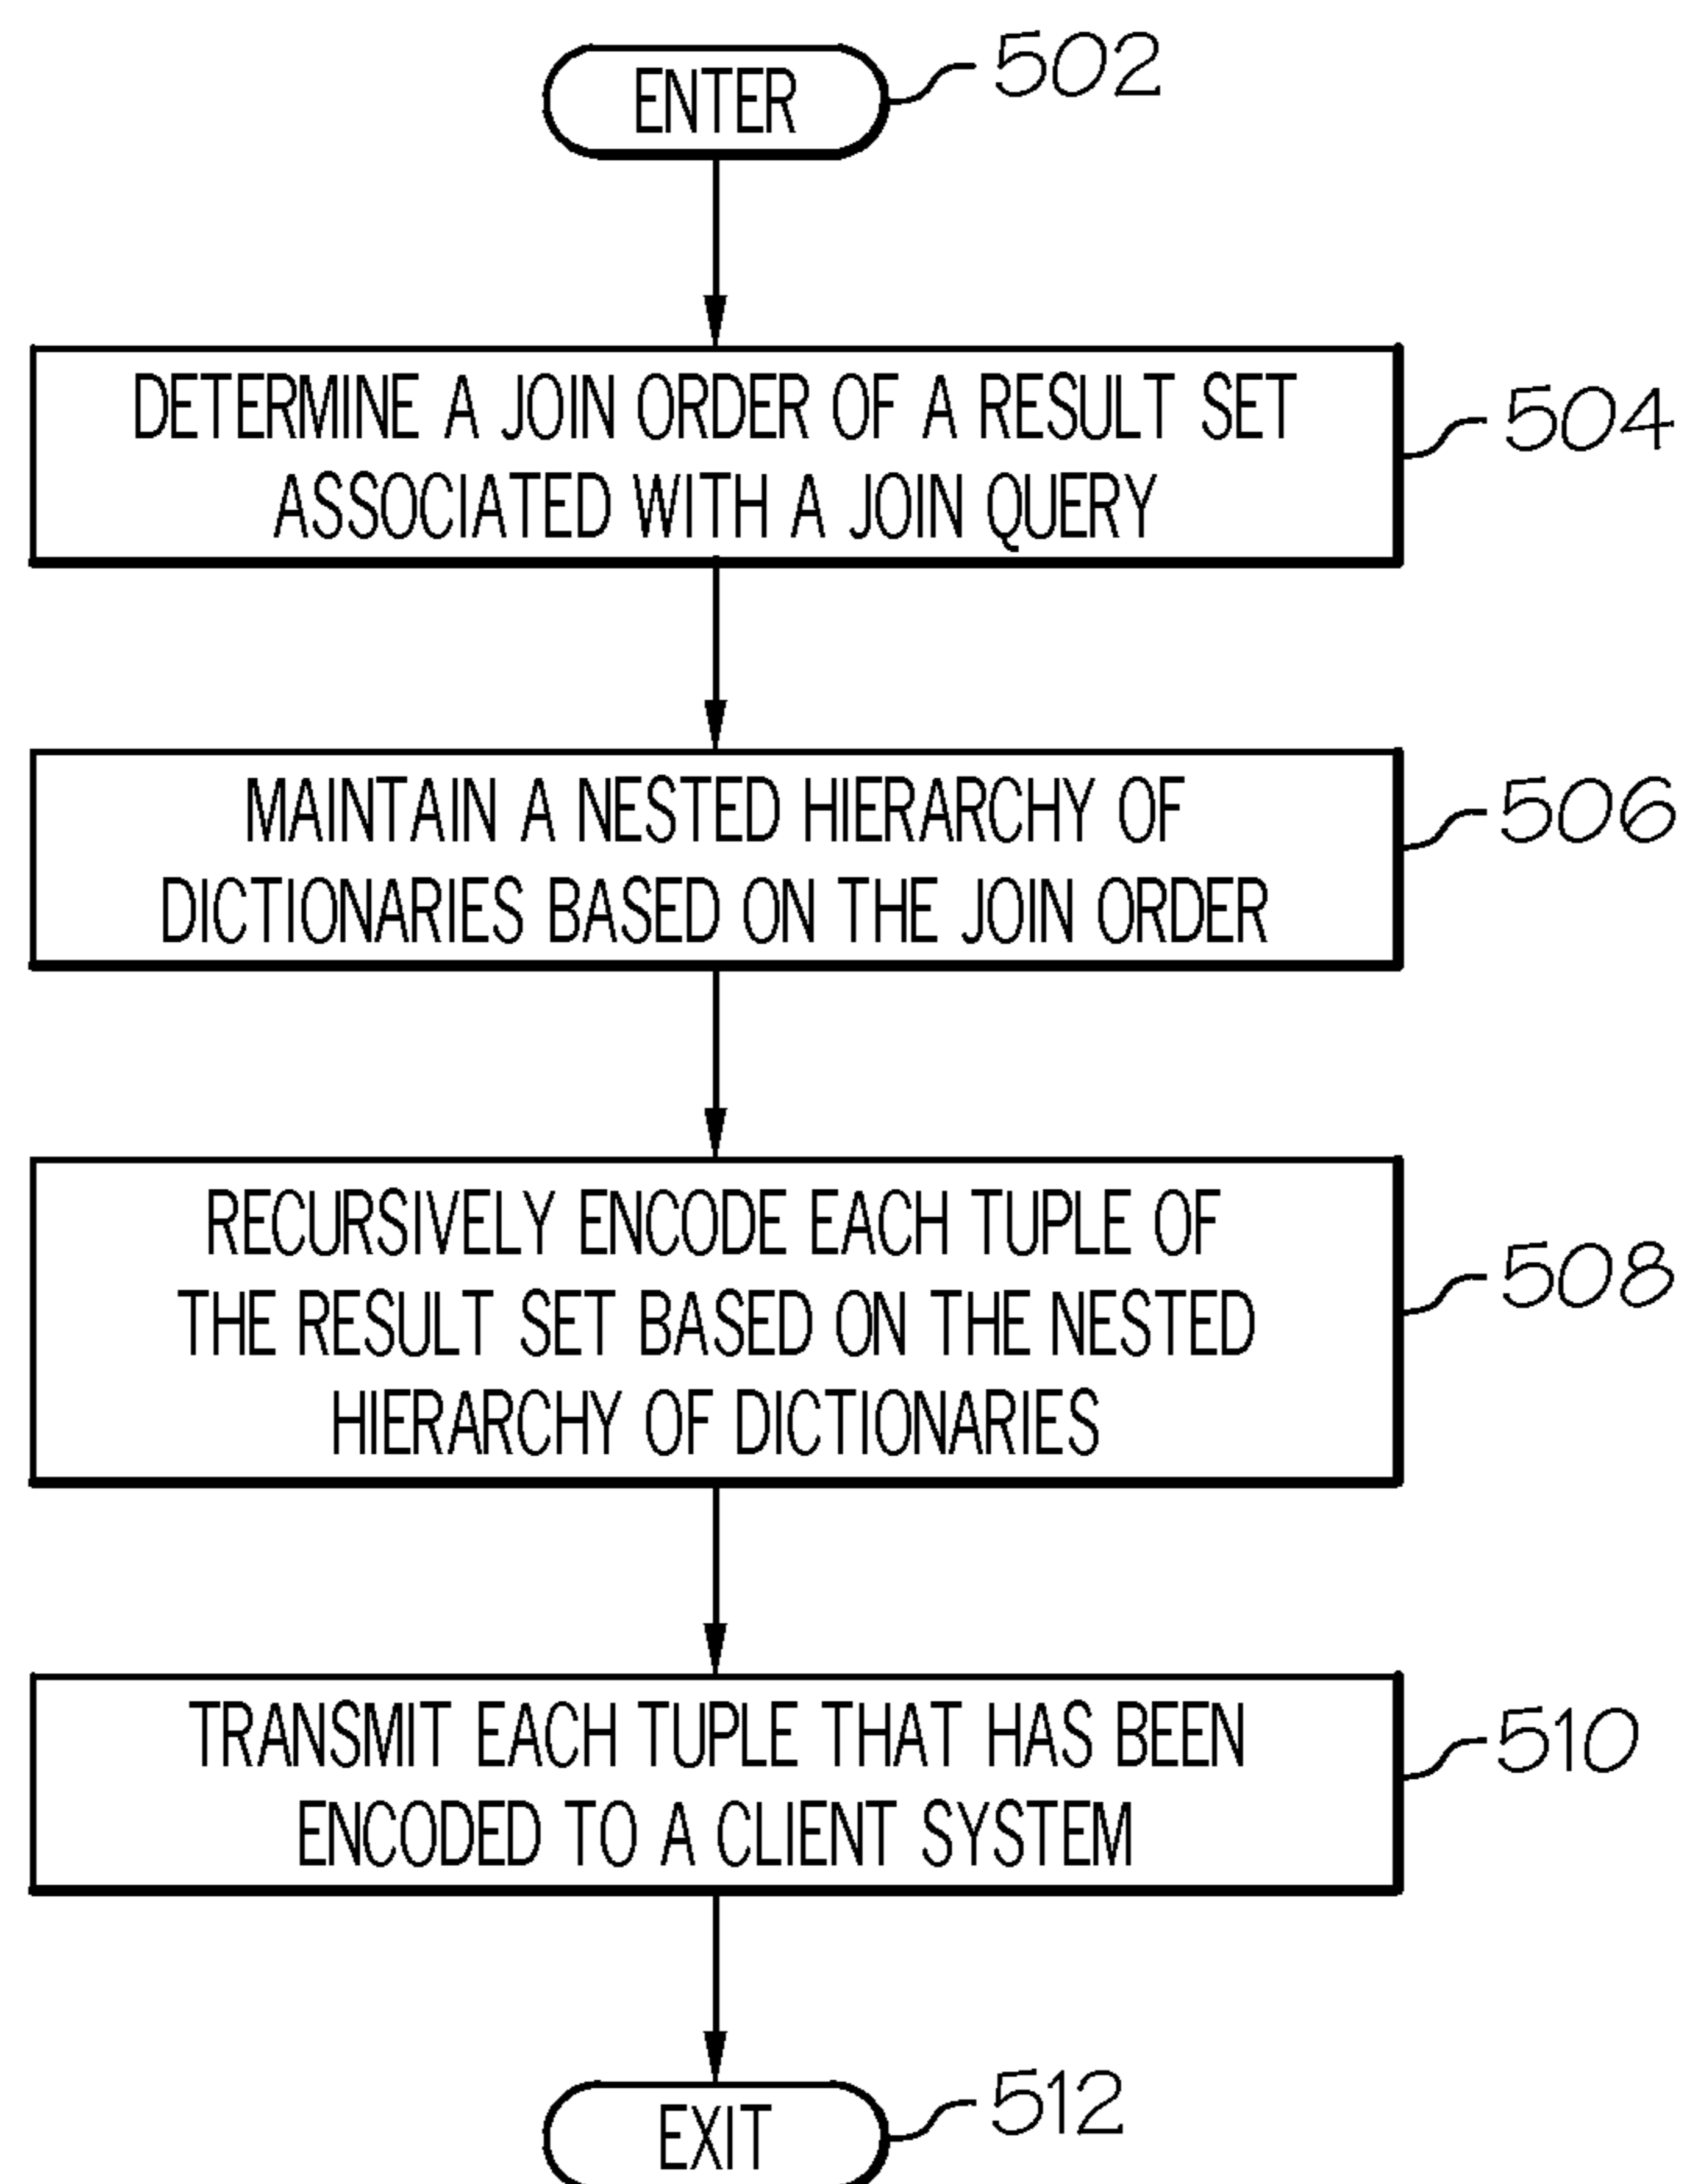 ENTER
502
DETERMINE A JOIN ORDER OF A RESULT SET
ASSOCIATED WITH A JOIN QUERY
504
MAINTAIN A NESTED HIERARCHY OF
DICTIONARIES BASED ON THE JOIN ORDER
506
RECURSIVELY ENCODE EACH TUPLE OF
THE RESULT SET BASED ON THE NESTED
HIERARCHY OF DICTIONARIES
508
TRANSMIT EACH TUPLE THAT HAS BEEN
ENCODED TO A CLIENT SYSTEM
510
EXIT
512